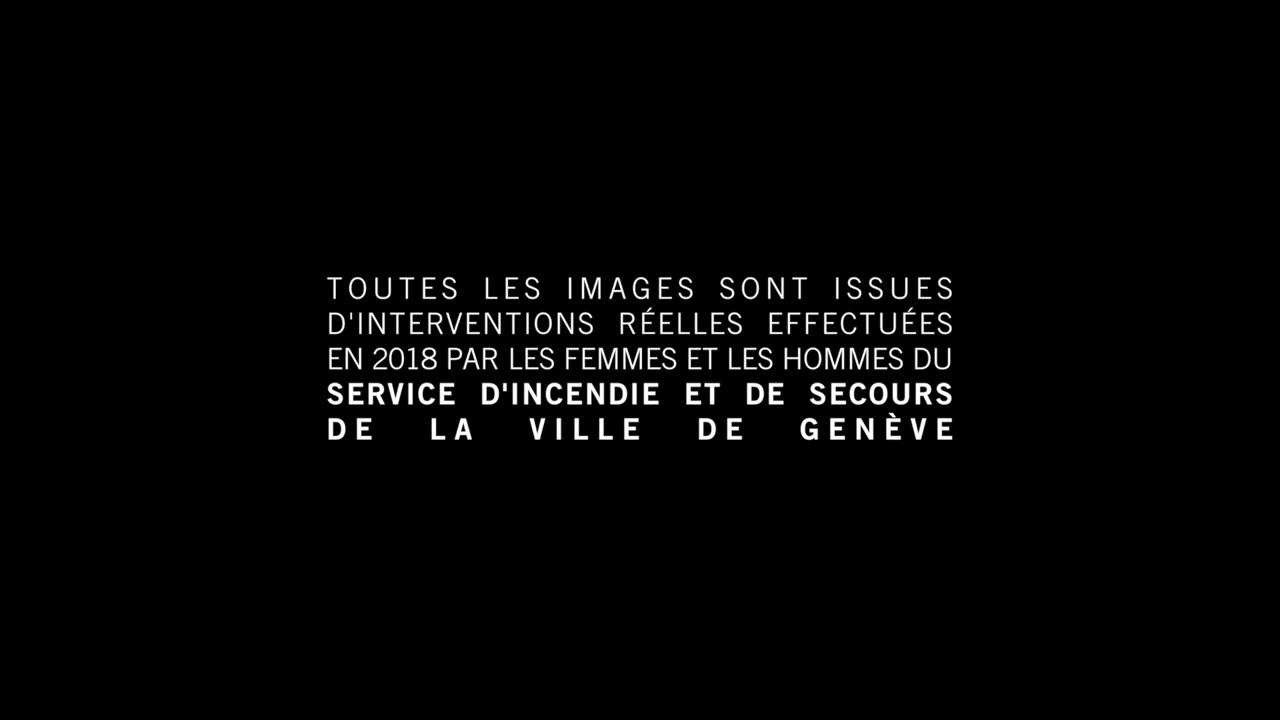 TOUTES LES IMAGES SONT ISSUES
D'INTERVENTIONS RÉELLES EFFECTUÉES
EN 2018 PAR LES FEMMES ET LES HOMMES DU
SERVICE D'INCENDIE ET DE SECOURS
DE LA VILLE DE GENÈVE